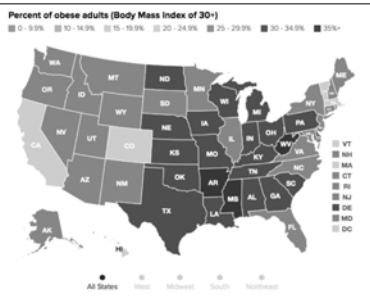 Percent of obese adults (Body Mass Index of 30+)
0 - 9.9% 10 - 14.9% 15 - 19.9% 20 - 24.9% 25 - 29.9% 30 - 34.9% 35%+
WA
MT
ND
MN
ME
OR
ID
WY
SD
WI
MI
NY
NV
UT
NE
IA
IL
IN
OH
PA
CA
CO
KS
MO
KY
WV
VA
AZ
NM
OK
AR
TN
NC
SC
TX
LA
MS
AL
GA
FL
AK
HI
VT
NH
MA
CT
RI
NJ
DE
MD
DC
All States West Midwest South Northeast